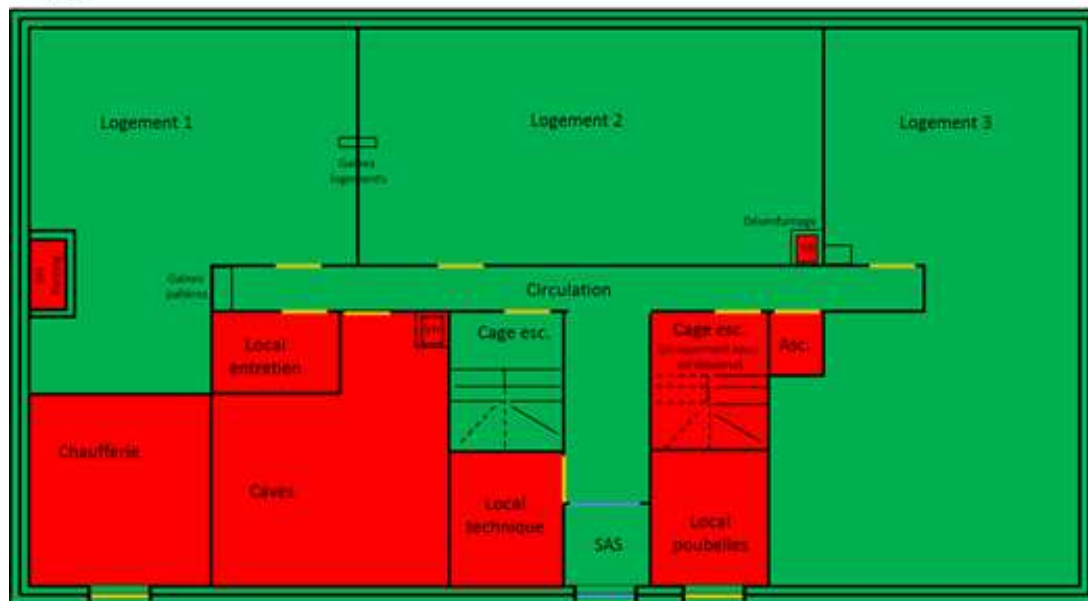 Logement 1
Logement 2
Logement 3
Gaines
logements
Désenfumage
Gaines
palières
Circulation
Local
entretien
Cage esc.
Cage esc.
Asc.
Chaufferie
Caves
Local
technique
SAS
Local
poubelles